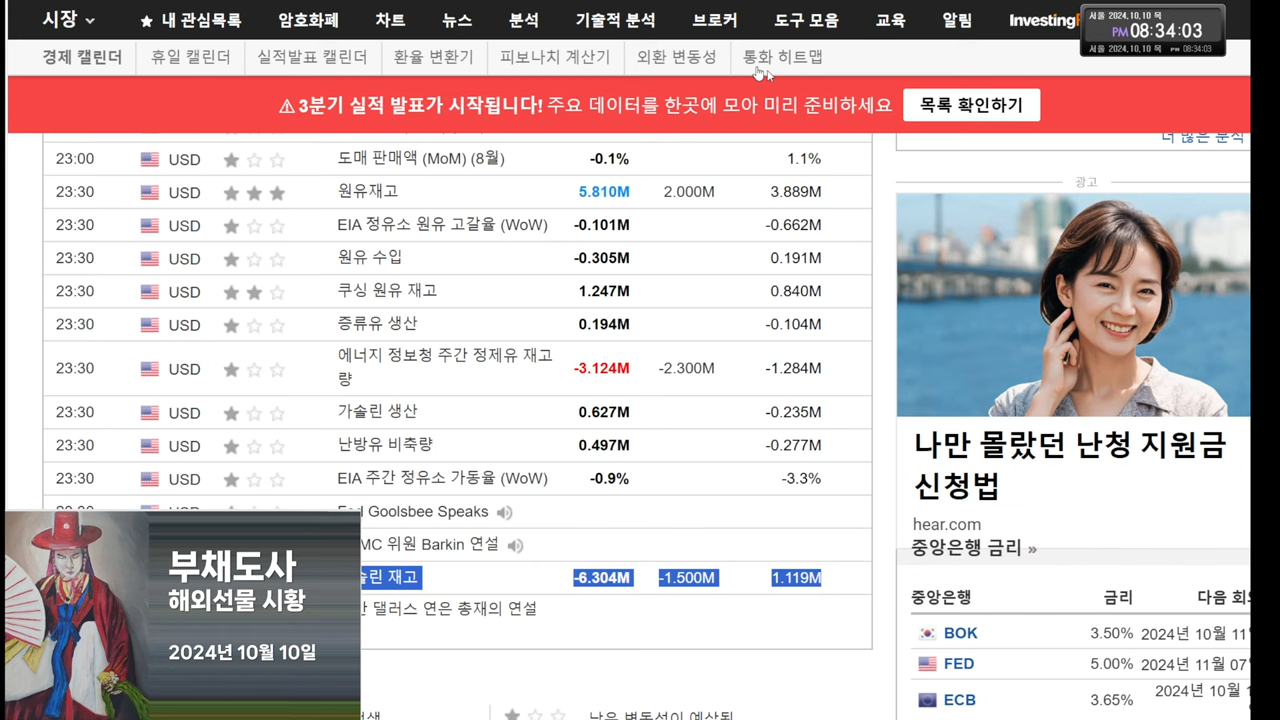 시장 내 관심목록 암호화폐 차트 뉴스 분석 기술적 분석 브로커 도구 모음 교육 알림 Investing
서울 2024.10.10 목
PM 08:34:03
서울 2024.10.10 목 PM 08:34:03
경제 캘린더 휴일 캘린더 실적발표 캘린더 환율 변환기 피보나치 계산기 외환 변동성 통화 히트맵
⚠ 3분기 실적 발표가 시작됩니다! 주요 데이터를 한곳에 모아 미리 준비하세요 목록 확인하기
더 많은 분석
23:00 USD 도매 판매액 (MoM) (8월) -0.1% 1.1%
23:30 USD 원유재고 5.810M 2.000M 3.889M
23:30 USD EIA 정유소 원유 고갈율 (WoW) -0.101M -0.662M
23:30 USD 원유 수입 -0.305M 0.191M
23:30 USD 쿠싱 원유 재고 1.247M 0.840M
23:30 USD 증류유 생산 0.194M -0.104M
23:30 USD 에너지 정보청 주간 정제유 재고
량 -3.124M -2.300M -1.284M
23:30 USD 가솔린 생산 0.627M -0.235M
23:30 USD 난방유 비축량 0.497M -0.277M
23:30 USD EIA 주간 정유소 가동율 (WoW) -0.9% -3.3%
Goolsbee Speaks
MC 위원 Barkin 연설
린 재고 -6.304M -1.500M 1.119M
댈러스 연은 총재의 연설
부채도사
해외선물 시황
2024년 10월 10일
광고
나만 몰랐던 난청 지원금
신청법
hear.com
중앙은행 금리 »
중앙은행 금리 다음 회
BOK 3.50% 2024년 10월 11
FED 5.00% 2024년 11월 07
ECB 3.65% 2024년 10월
낮은 변동성이 예상된